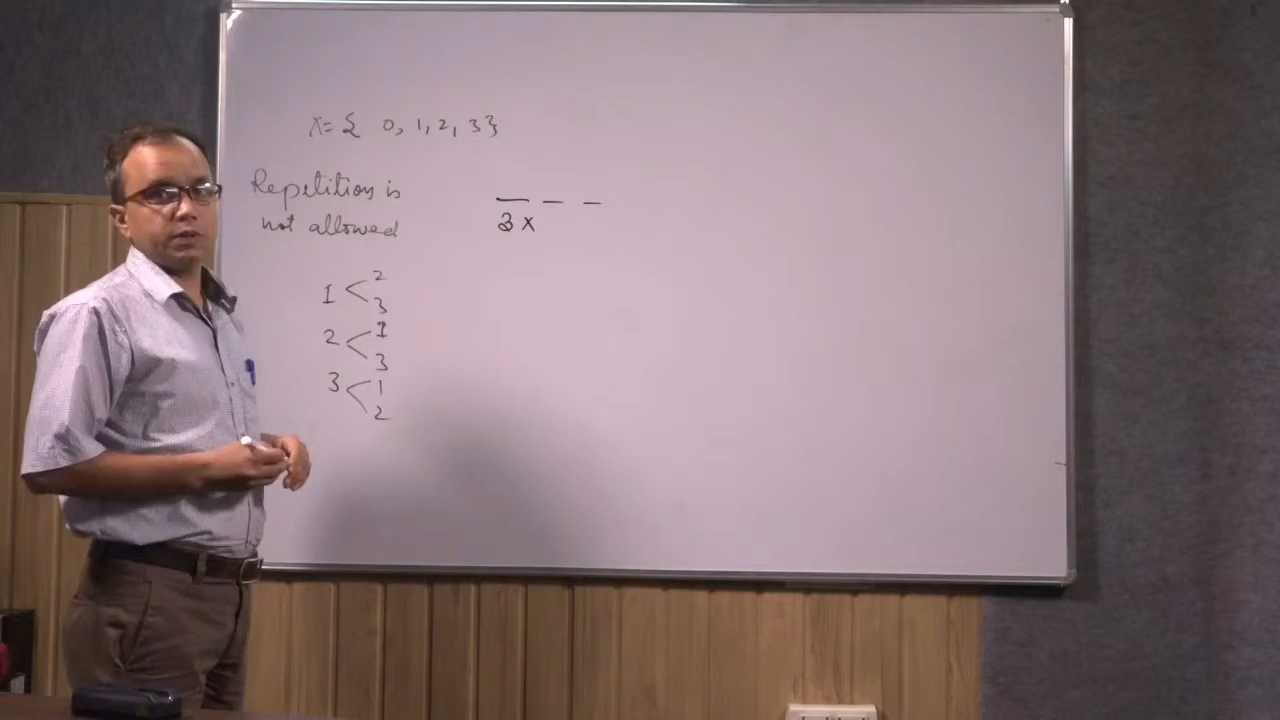 x = { 0, 1, 2, 3}
Repetition is
not allowed
_ _ _
3 x
1 < 2
3
2 < 1
3
3 < 1
2